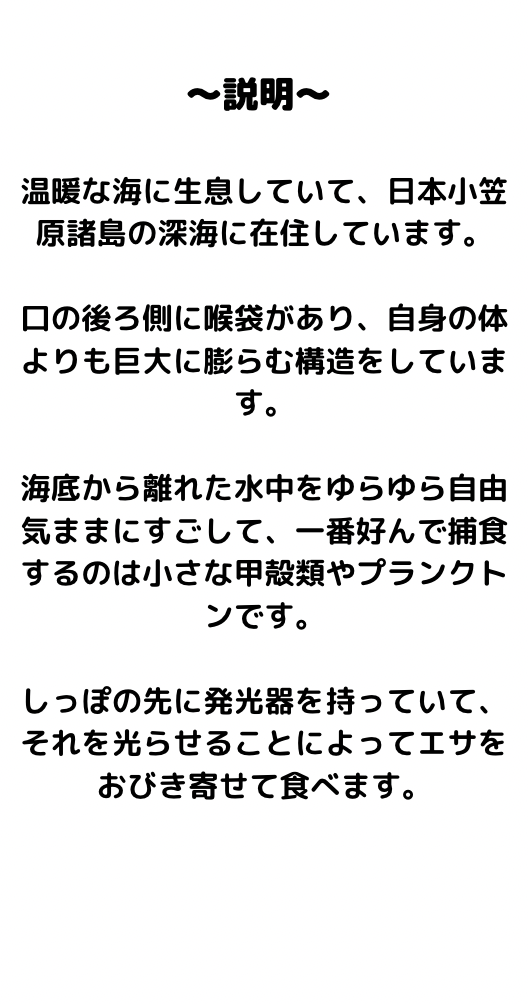 ～説明～
温暖な海に生息していて、日本小笠
原諸島の深海に在住しています。
口の後ろ側に喉袋があり、自身の体
よりも巨大に膨らむ構造をしていま
す。
海底から離れた水中をゆらゆら自由
気ままにすごして、一番好んで捕食
するのは小さな甲殻類やプランクト
ンです。
しっぽの先に発光器を持っていて、
それを光らせることによってエサを
おびき寄せて食べます。